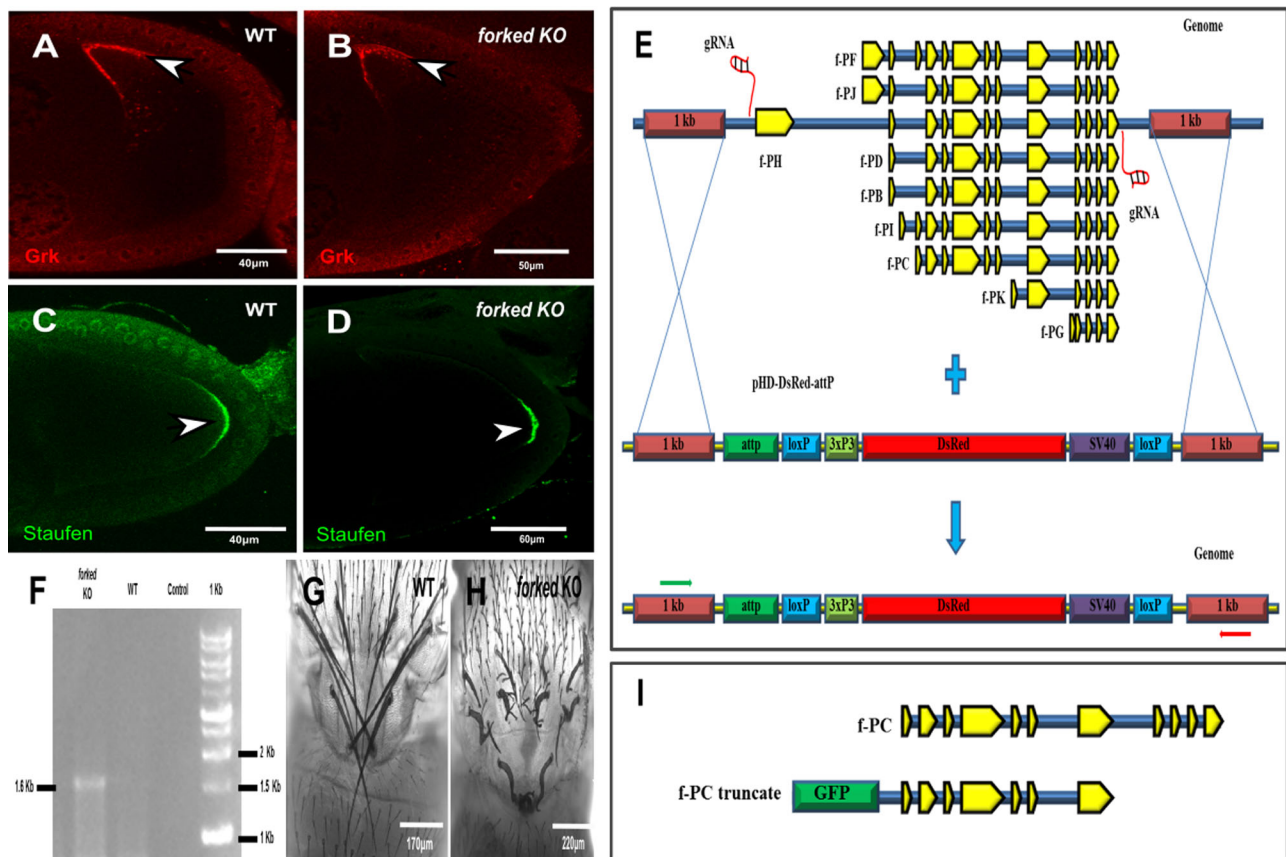 A
WT
Grk
40µm
B
forked KO
Grk
50µm
C
WT
Staufen
40µm
D
forked KO
Staufen
60µm
E
Genome
gRNA
f-PF
f-PJ
1 kb
1 kb
f-PH
f-PD
f-PB
gRNA
f-PI
f-PC
f-PK
f-PG
pHD-DsRed-attP
1 kb
attp
loxP
3xP3
DsRed
SV40
loxP
1 kb
Genome
1 kb
attp
loxP
3xP3
DsRed
SV40
loxP
1 kb
F
forked
KO
WT
Control
1 Kb
2 Kb
1.6 Kb
1.5 Kb
1 Kb
G
WT
170µm
H
forked KO
220µm
I
f-PC
f-PC truncate
GFP